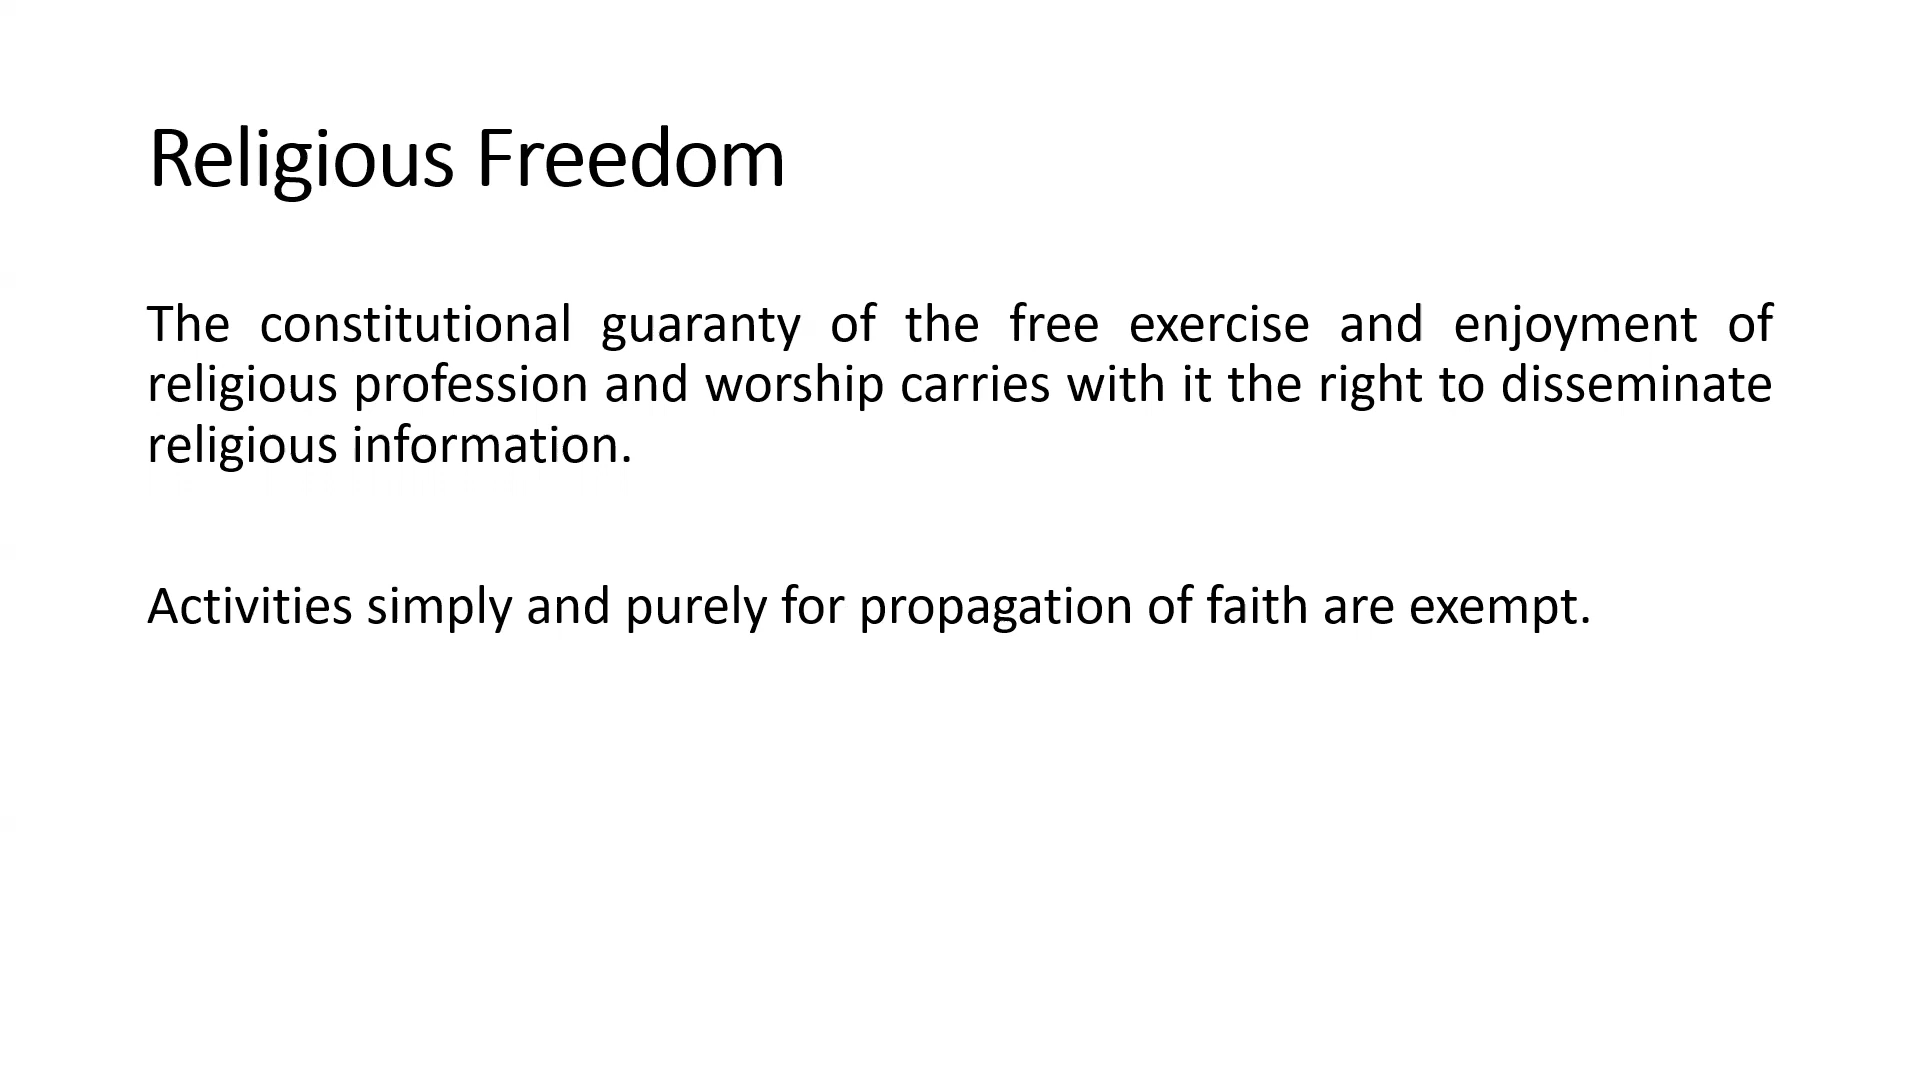 Religious Freedom
The constitutional guaranty of the free exercise and enjoyment of
religious profession and worship carries with it the right to disseminate
religious information.
Activities simply and purely for propagation of faith are exempt.